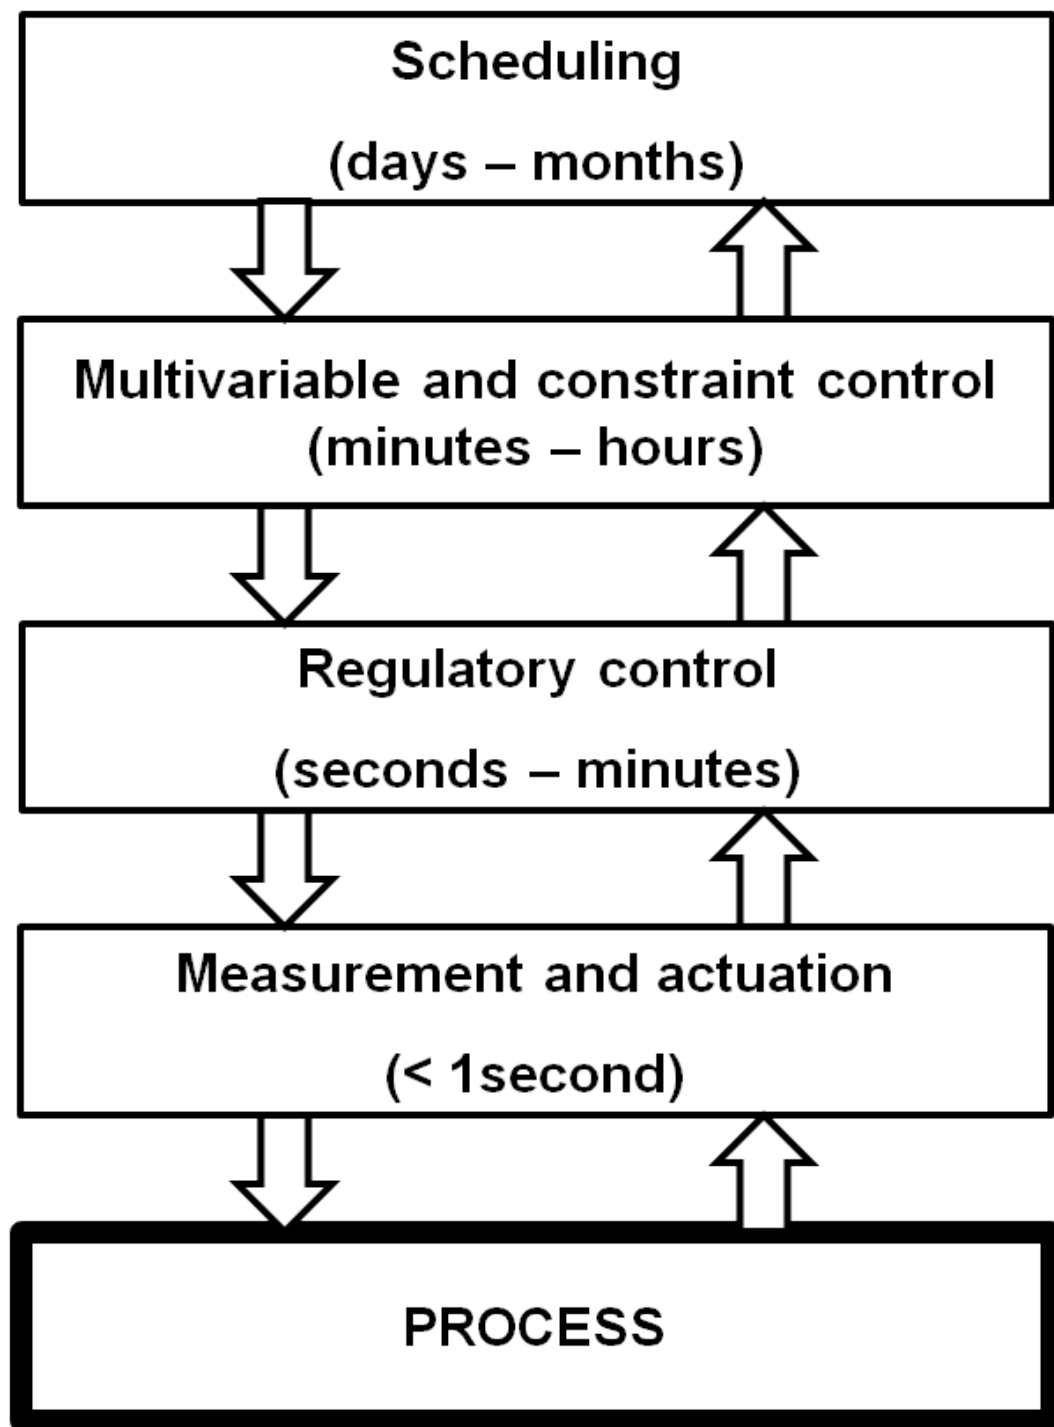 Scheduling
(days – months)
Multivariable and constraint control
(minutes – hours)
Regulatory control
(seconds – minutes)
Measurement and actuation
(< 1second)
PROCESS